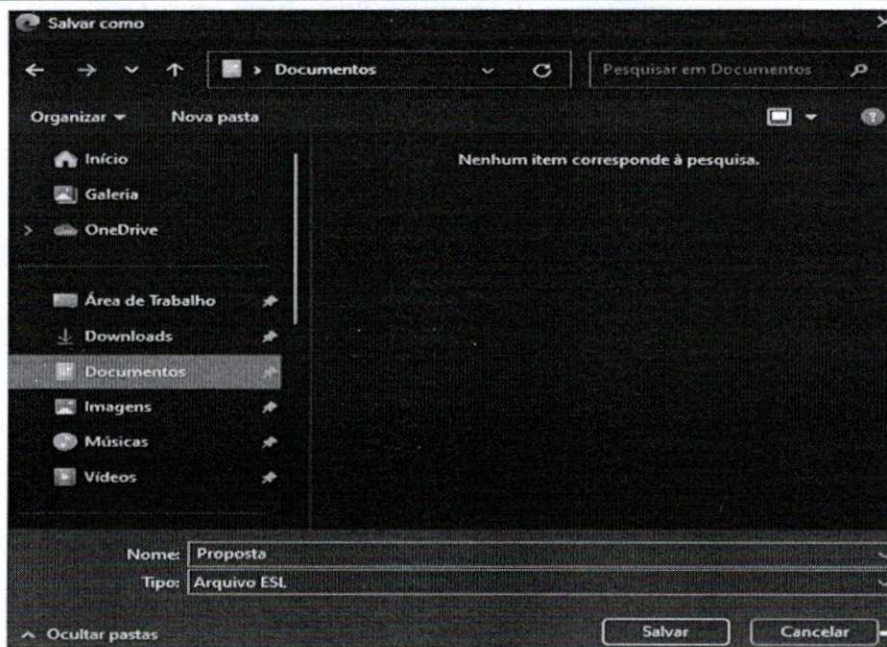 Salvar como
Documentos
Pesquisar em Documentos
Organizar
Nova pasta
Início
Nenhum item corresponde à pesquisa.
Galeria
OneDrive
Área de Trabalho
Downloads
Documentos
Imagens
Músicas
Vídeos
Nome: Proposta
Tipo: Arquivo ESL
Ocultar pastas
Salvar
Cancelar